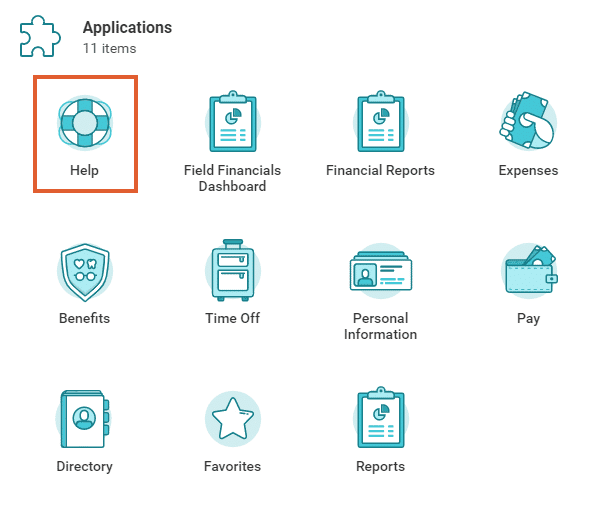 Applications
11 items
Help
Field Financials
Dashboard
Financial Reports
Expenses
Benefits
Time Off
Personal
Information
Pay
Directory
Favorites
Reports